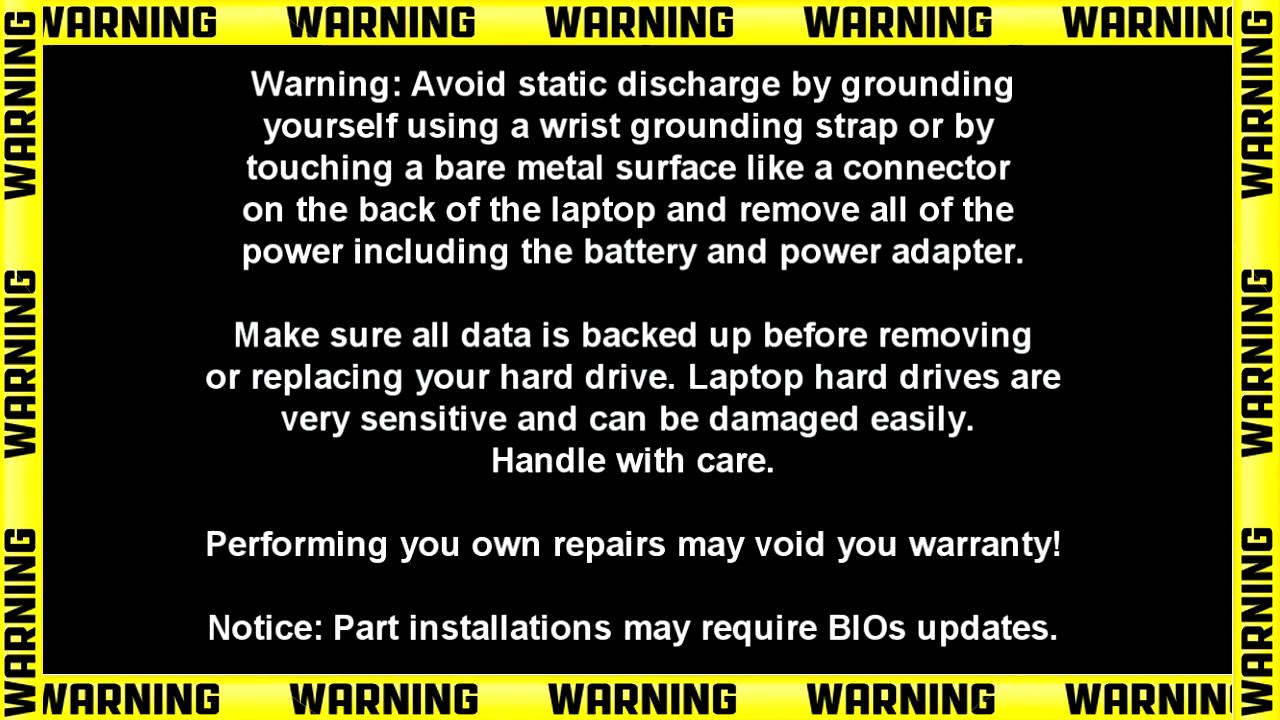 WARNING WARNING WARNING WARNING WARNING
WARNING
WARNING
WARNING
Warning: Avoid static discharge by grounding
yourself using a wrist grounding strap or by
touching a bare metal surface like a connector
on the back of the laptop and remove all of the
power including the battery and power adapter.
Make sure all data is backed up before removing
or replacing your hard drive. Laptop hard drives are
very sensitive and can be damaged easily.
Handle with care.
Performing you own repairs may void you warranty!
Notice: Part installations may require BIOs updates.
WARNING
WARNING
WARNING
WARNING WARNING WARNING WARNING WARNING